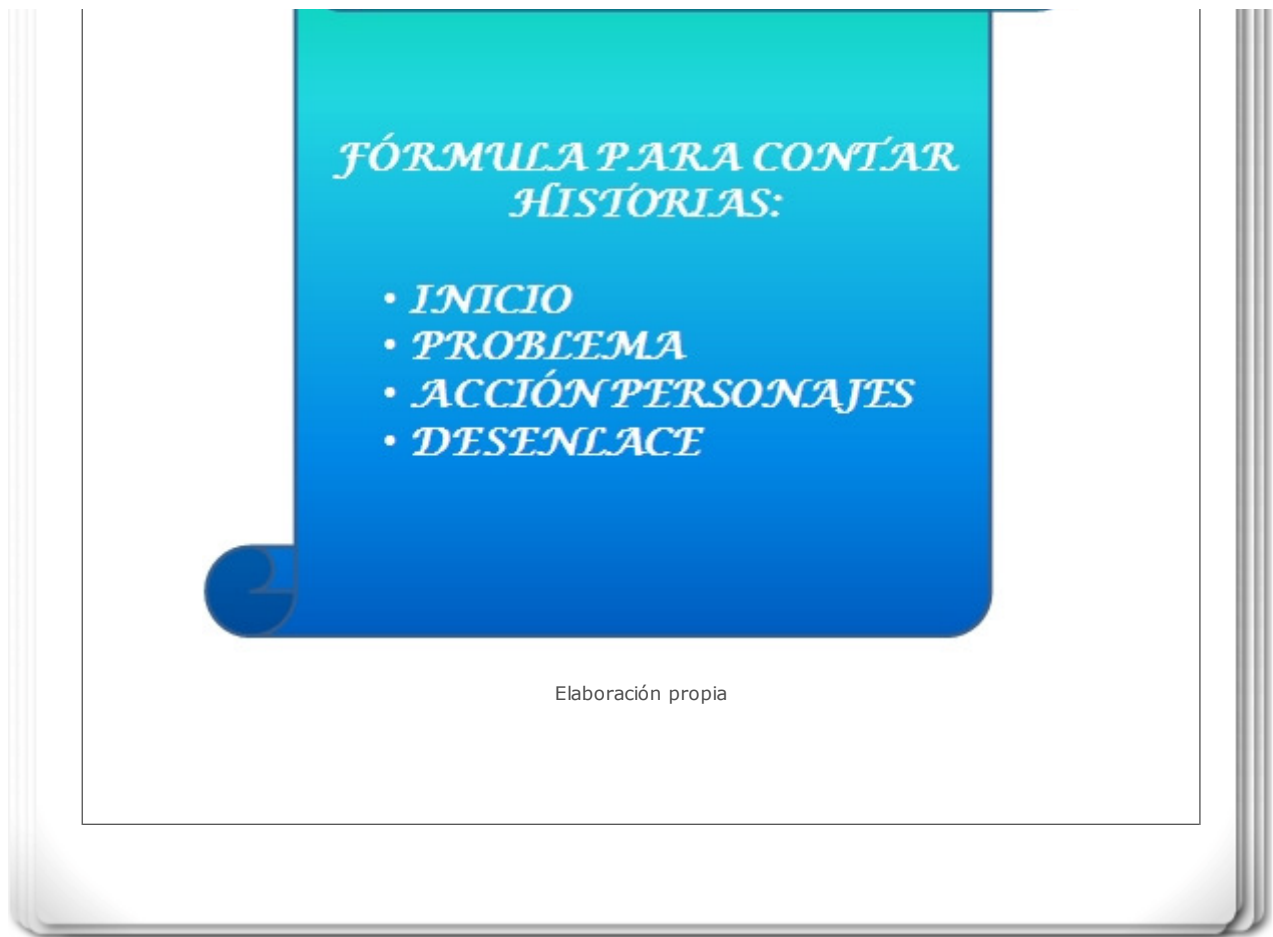 FÓRMULA PARA CONTAR
HISTORIAS:
• INICIO
• PROBLEMA
• ACCIÓN PERSONAJES
• DESENLACE
Elaboración propia